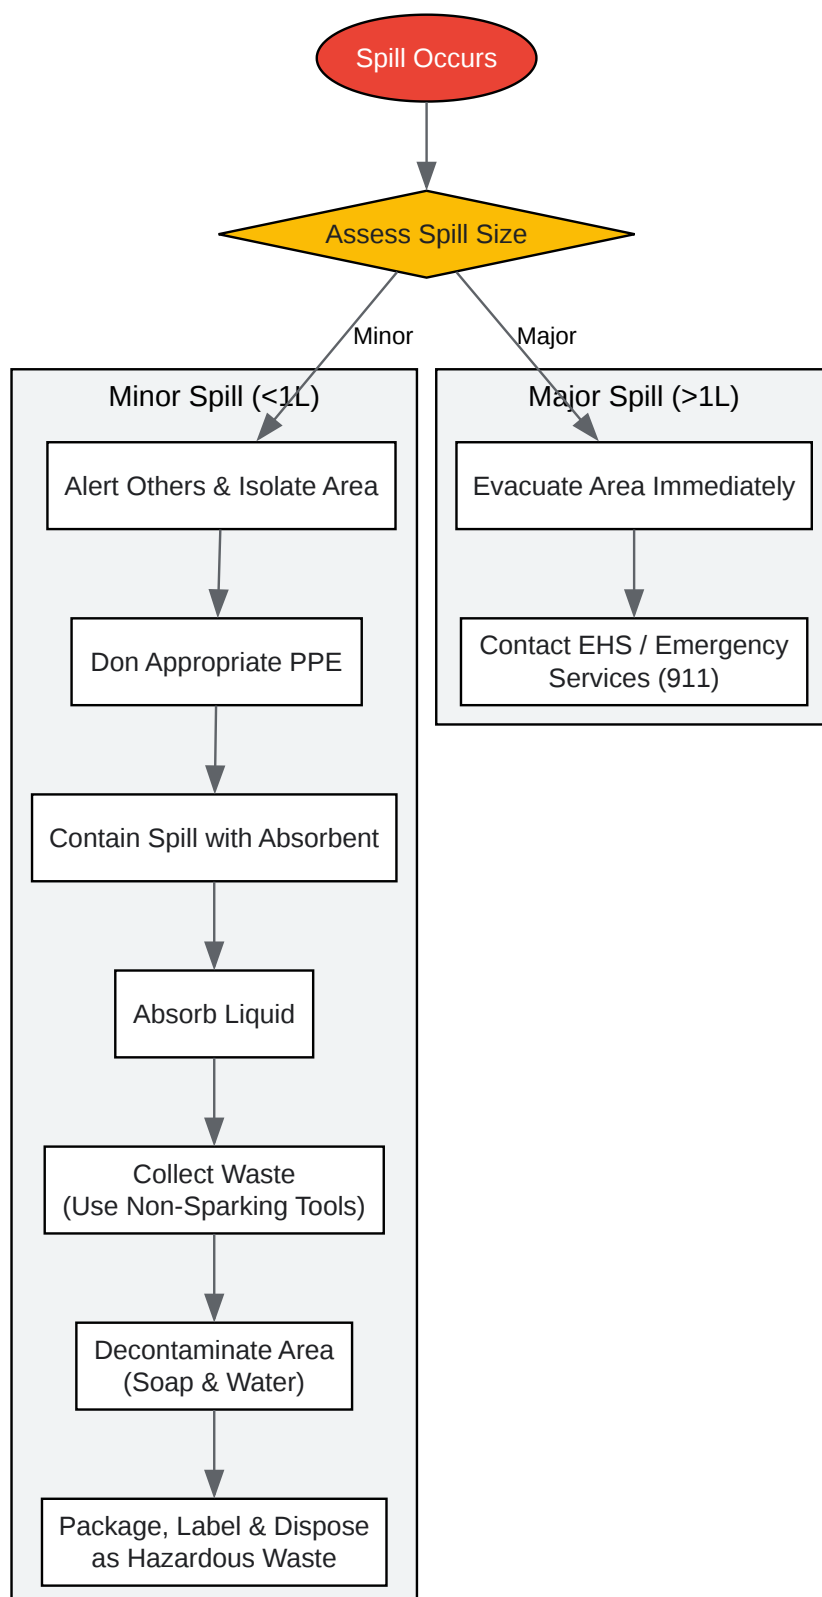 Spill Occurs
Assess Spill Size
Minor
Major
Minor Spill (<1L)
Alert Others & Isolate Area
Don Appropriate PPE
Contain Spill with Absorbent
Absorb Liquid
Collect Waste
(Use Non-Sparking Tools)
Decontaminate Area
(Soap & Water)
Package, Label & Dispose
as Hazardous Waste
Major Spill (>1L)
Evacuate Area Immediately
Contact EHS / Emergency
Services (911)